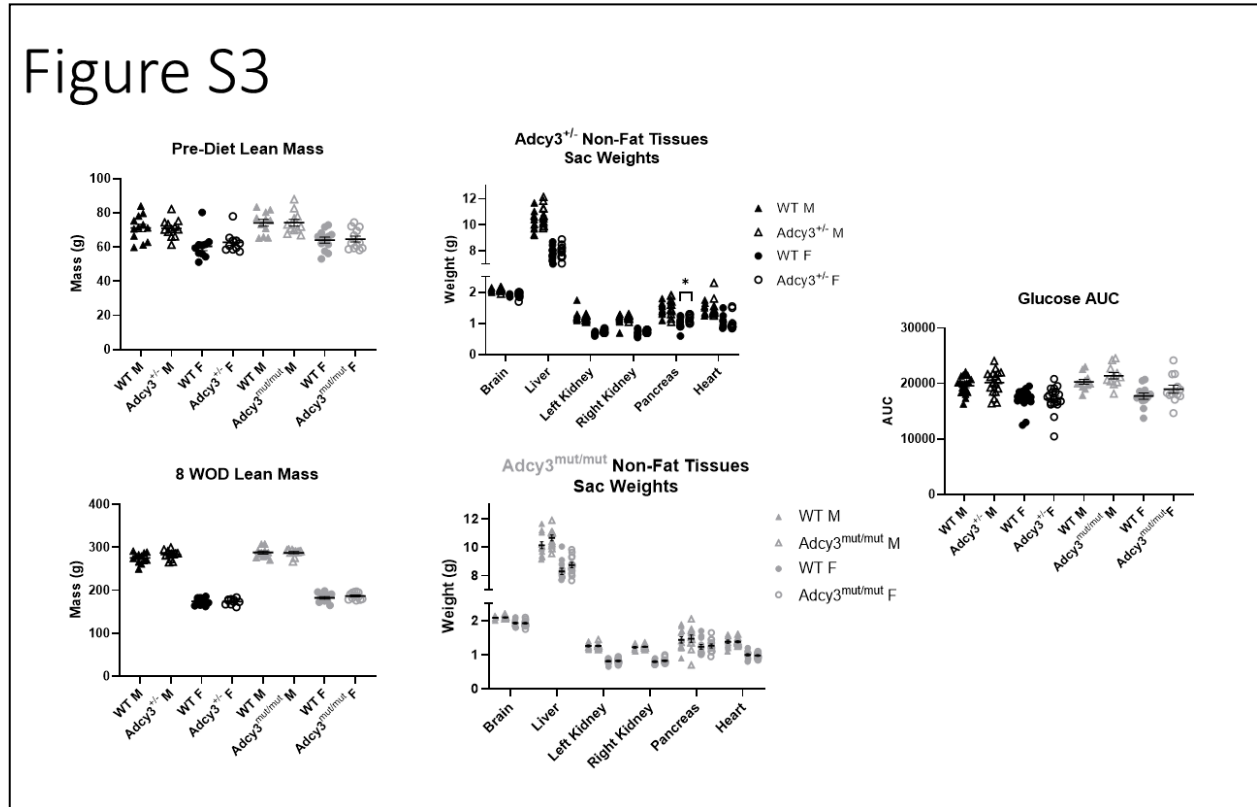 Figure S3
Pre-Diet Lean Mass
Mass (g)
100
80
60
40
20
0
WT M
Adcy3+/- M
WT F
Adcy3+/- F
WT M
Adcy3mut/mut M
WT F
Adcy3mut/mut F
Adcy3+/- Non-Fat Tissues
Sac Weights
Weight (g)
12
10
8
2
1
0
*
Brain
Liver
Left Kidney
Right Kidney
Pancreas
Heart
WT M
Adcy3+/- M
WT F
Adcy3+/- F
Glucose AUC
AUC
30000
20000
10000
0
WT M
Adcy3+/- M
WT F
Adcy3+/- F
WT M
Adcy3mut/mut M
WT F
Adcy3mut/mut F
8 WOD Lean Mass
Mass (g)
400
300
200
100
0
WT M
Adcy3+/- M
WT F
Adcy3+/- F
WT M
Adcy3mut/mut M
WT F
Adcy3mut/mut F
Adcy3mut/mut Non-Fat Tissues
Sac Weights
Weight (g)
12
10
8
2
1
0
Brain
Liver
Left Kidney
Right Kidney
Pancreas
Heart
WT M
Adcy3mut/mut M
WT F
Adcy3mut/mut F